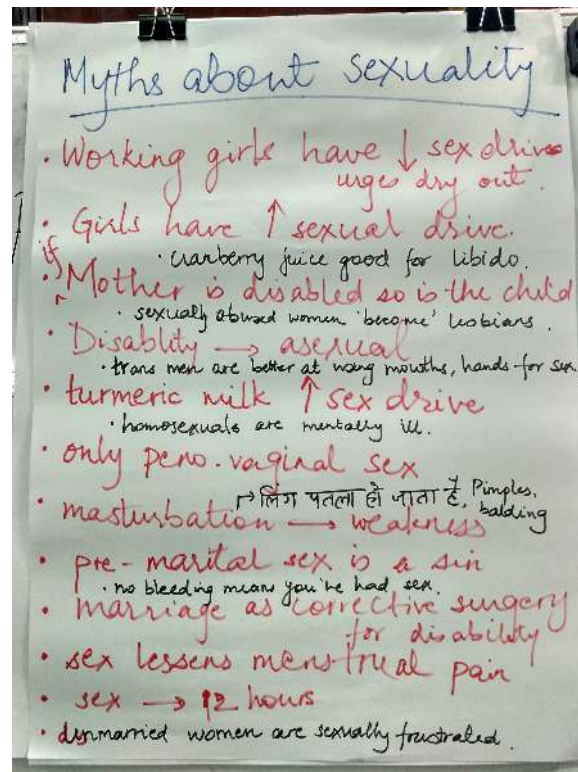 Myths about sexuality
• Working girls have ↓ sex drive
urges dry out.
• Girls have ↑ sexual drive.
• cranberry juice good for libido.
• if Mother is disabled so is the child
• sexually abused women 'become' lesbians.
• Disablity → asexual
• trans men are better at using mouths, hands for sex
• turmeric milk ↑ sex drive
• homosexuals are mentally ill.
• only peno-vaginal sex
↱ लिंग पतला हो जाता है, Pimples,
balding
• masturbation → weakness
• pre-marital sex is a sin
• no bleeding means you've had sex.
• marriage as corrective surgery
for disability
• sex lessens menstrual pain
• sex → 12 hours
• unmarried women are sexually frustrated.